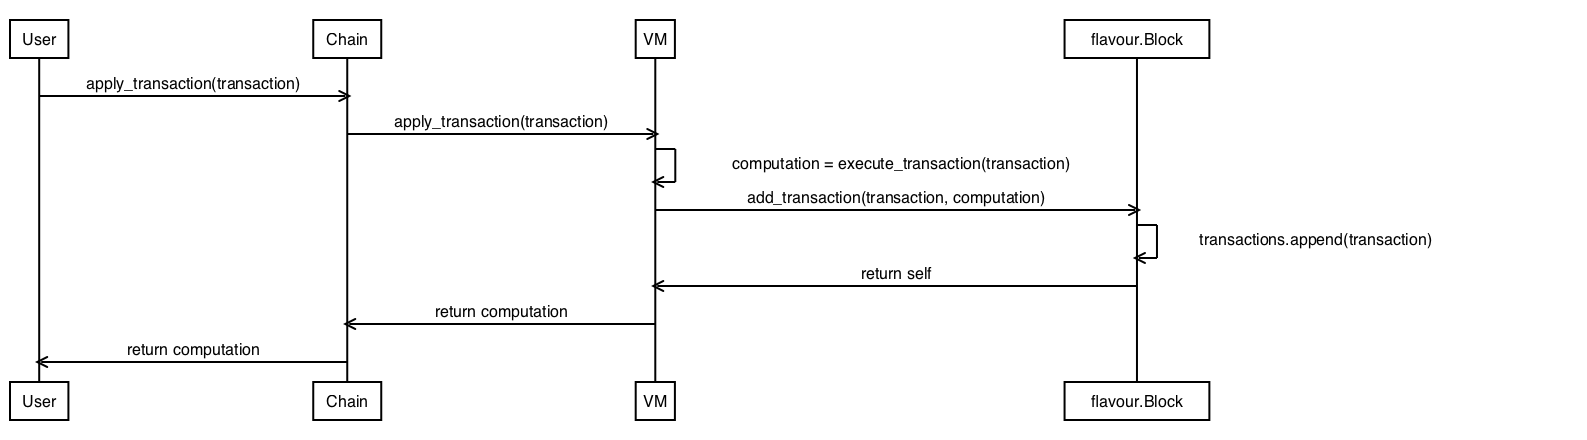 User
Chain
VM
flavour.Block
apply_transaction(transaction)
apply_transaction(transaction)
computation = execute_transaction(transaction)
add_transaction(transaction, computation)
transactions.append(transaction)
return self
return computation
return computation
User
Chain
VM
flavour.Block